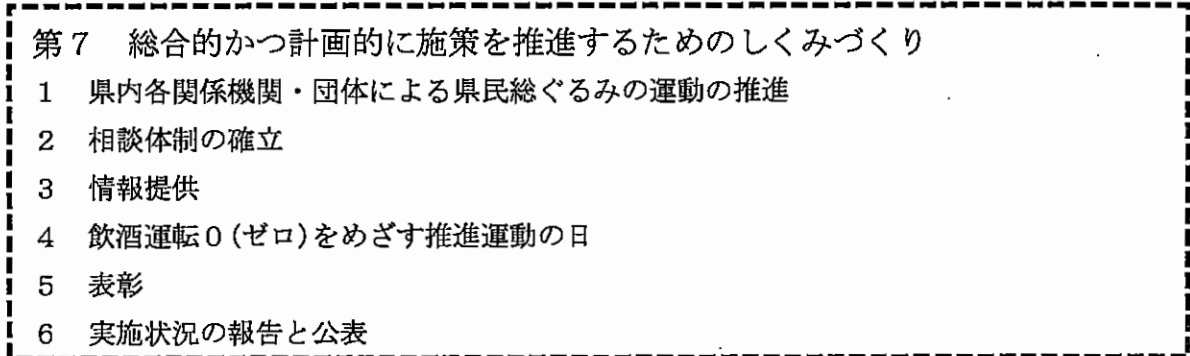 第７　総合的かつ計画的に施策を推進するためのしくみづくり
１　県内各関係機関・団体による県民総ぐるみの運動の推進
２　相談体制の確立
３　情報提供
４　飲酒運転０(ゼロ)をめざす推進運動の日
５　表彰
６　実施状況の報告と公表